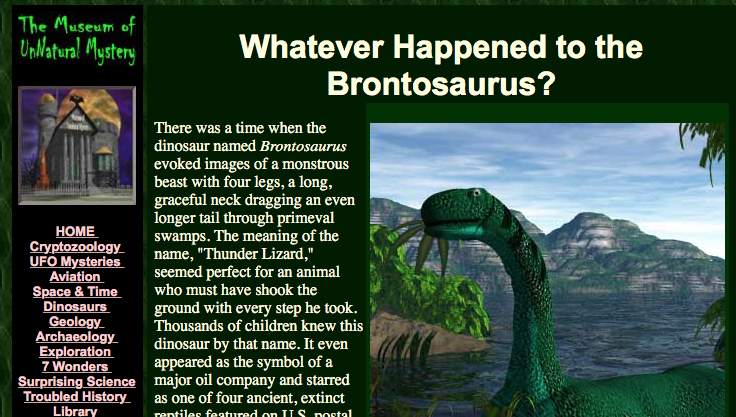 The Museum of
UnNatural Mystery
HOME
Cryptozoology
UFO Mysteries
Aviation
Space & Time
Dinosaurs
Geology
Archaeology
Exploration
7 Wonders
Surprising Science
Troubled History
Library
Whatever Happened to the
Brontosaurus?
There was a time when the
dinosaur named Brontosaurus
evoked images of a monstrous
beast with four legs, a long,
graceful neck dragging an even
longer tail through primeval
swamps. The meaning of the
name, "Thunder Lizard,"
seemed perfect for an animal
who must have shook the
ground with every step he took.
Thousands of children knew this
dinosaur by that name. It even
appeared as the symbol of a
major oil company and starred
as one of four ancient, extinct
reptiles featured on U.S. postal